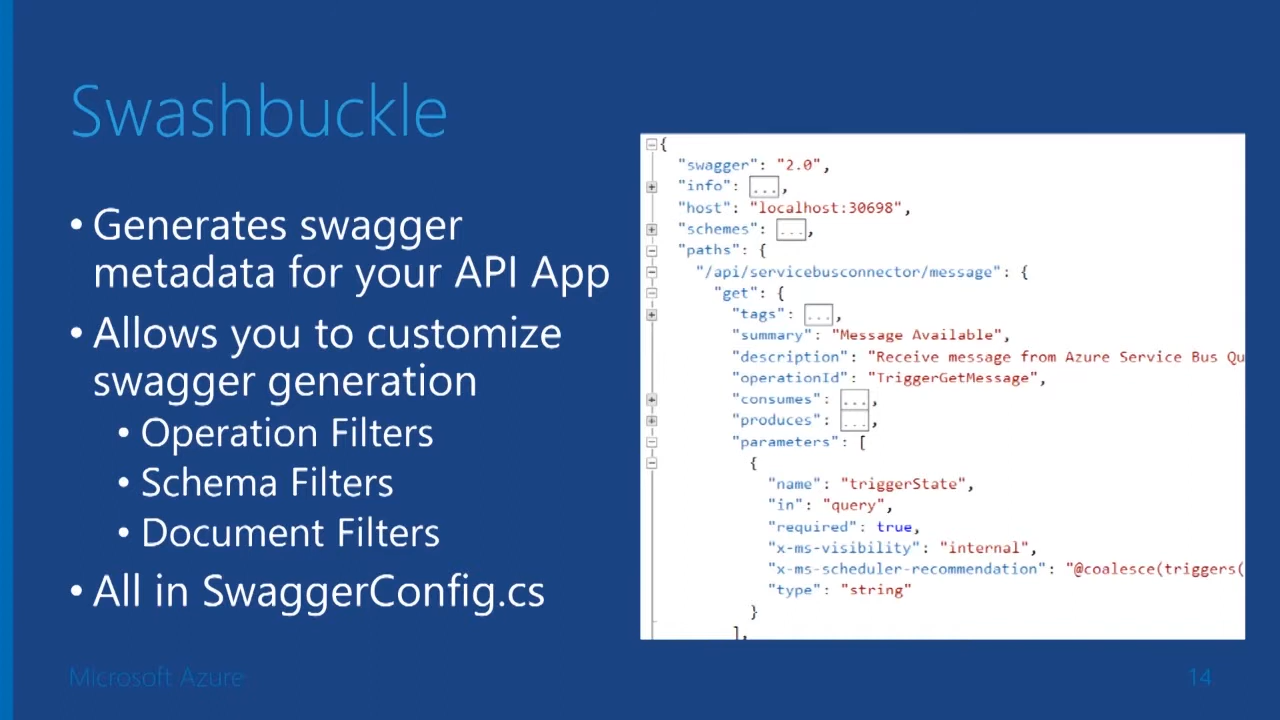 Swashbuckle
• Generates swagger
metadata for your API App
• Allows you to customize
swagger generation
• Operation Filters
• Schema Filters
• Document Filters
• All in SwaggerConfig.cs
{
"swagger": "2.0",
"info": ...,
"host": "localhost:30698",
"schemes": ...,
"paths": {
"/api/servicebusconnector/message": {
"get": {
"tags": ...,
"summary": "Message Available",
"description": "Receive message from Azure Service Bus Qu
"operationId": "TriggerGetMessage",
"consumes": ...,
"produces": ...,
"parameters": [
{
"name": "triggerState",
"in": "query",
"required": true,
"x-ms-visibility": "internal",
"x-ms-scheduler-recommendation": "@coalesce(triggers(
"type": "string"
}
],
Microsoft Azure
14